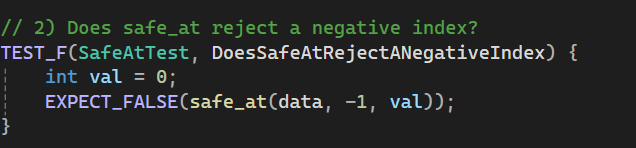 // 2) Does safe_at reject a negative index?
TEST_F(SafeAtTest, DoesSafeAtRejectANegativeIndex) {
    int val = 0;
    EXPECT_FALSE(safe_at(data, -1, val));
}